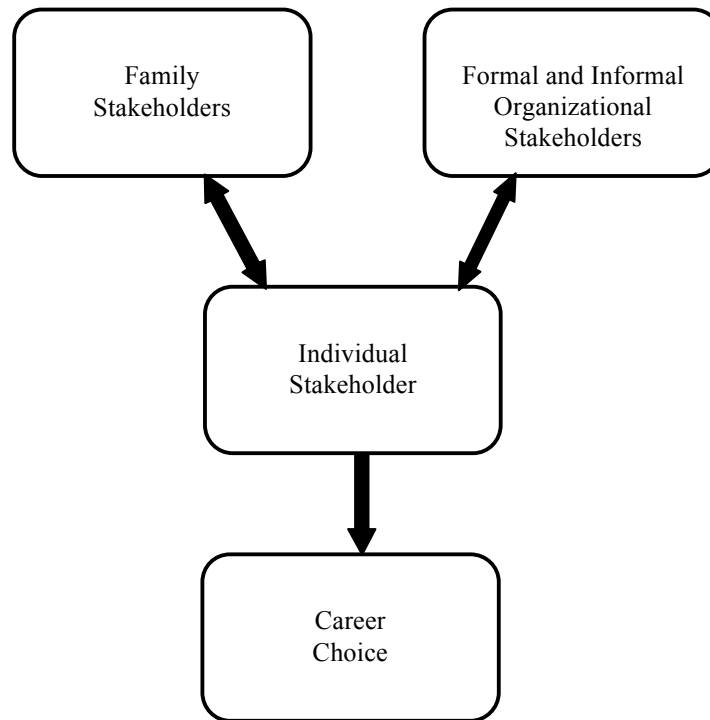 Family
Stakeholders
Formal and Informal
Organizational
Stakeholders
Individual
Stakeholder
Career
Choice